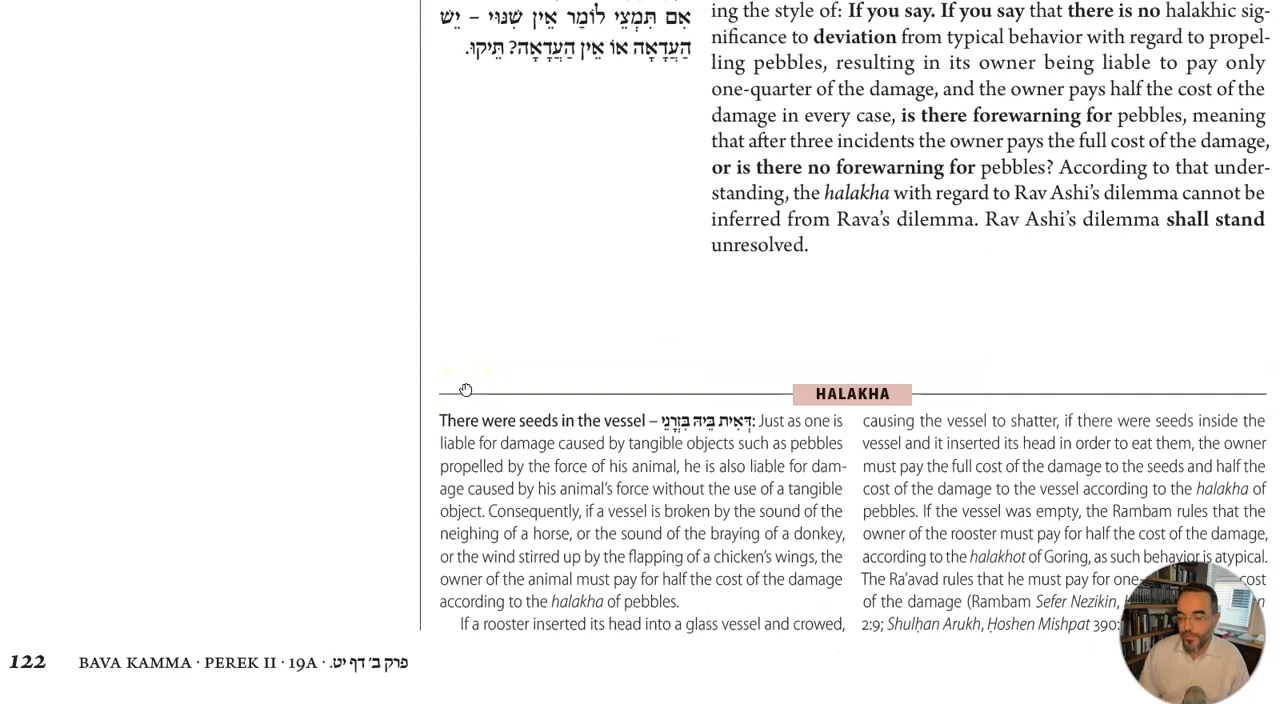 אִם תִּמְצֵי לוֹמַר אֵין שִׁנּוּי – יֵשׁ
הַעֲדָאָה אוֹ אֵין הַעֲדָאָה? תֵּיקוּ.
ing the style of: If you say. If you say that there is no halakhic sig-
nificance to deviation from typical behavior with regard to propel-
ling pebbles, resulting in its owner being liable to pay only
one-quarter of the damage, and the owner pays half the cost of the
damage in every case, is there forewarning for pebbles, meaning
that after three incidents the owner pays the full cost of the damage,
or is there no forewarning for pebbles? According to that under-
standing, the halakha with regard to Rav Ashi's dilemma cannot be
inferred from Rava's dilemma. Rav Ashi's dilemma shall stand
unresolved.
HALAKHA
There were seeds in the vessel – דְּאִית בֵּיהּ בִּזְרָנֵי: Just as one is
liable for damage caused by tangible objects such as pebbles
propelled by the force of his animal, he is also liable for dam-
age caused by his animal's force without the use of a tangible
object. Consequently, if a vessel is broken by the sound of the
neighing of a horse, or the sound of the braying of a donkey,
or the wind stirred up by the flapping of a chicken's wings, the
owner of the animal must pay for half the cost of the damage
according to the halakha of pebbles.
If a rooster inserted its head into a glass vessel and crowed,
causing the vessel to shatter, if there were seeds inside the
vessel and it inserted its head in order to eat them, the owner
must pay the full cost of the damage to the seeds and half the
cost of the damage to the vessel according to the halakha of
pebbles. If the vessel was empty, the Rambam rules that the
owner of the rooster must pay for half the cost of the damage,
according to the halakhot of Goring, as such behavior is atypical.
The Ra'avad rules that he must pay for one- cost
of the damage (Rambam Sefer Nezikin,
2:9; Shulḥan Arukh, Ḥoshen Mishpat 390:
122 BAVA KAMMA · PEREK II · 19A · פרק ב׳ דף יט.